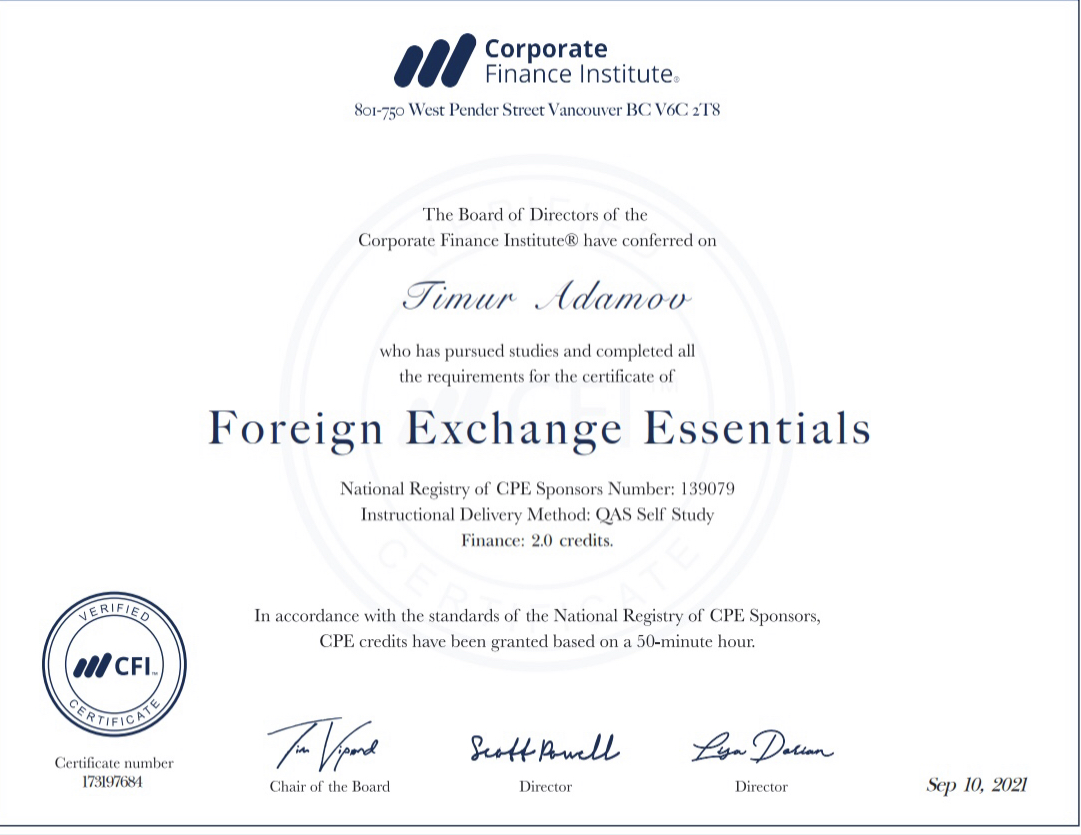 Corporate
Finance Institute®
801-750 West Pender Street Vancouver BC V6C 2T8
The Board of Directors of the
Corporate Finance Institute® have conferred on
Timur Adamov
who has pursued studies and completed all
the requirements for the certificate of
Foreign Exchange Essentials
National Registry of CPE Sponsors Number: 139079
Instructional Delivery Method: QAS Self Study
Finance: 2.0 credits.
In accordance with the standards of the National Registry of CPE Sponsors,
CPE credits have been granted based on a 50-minute hour.
VERIFIED
CFI™
CERTIFICATE
Certificate number
173197684
Tim Vipond
Chair of the Board
Scott Powell
Director
Lisa Dorian
Director
Sep 10, 2021